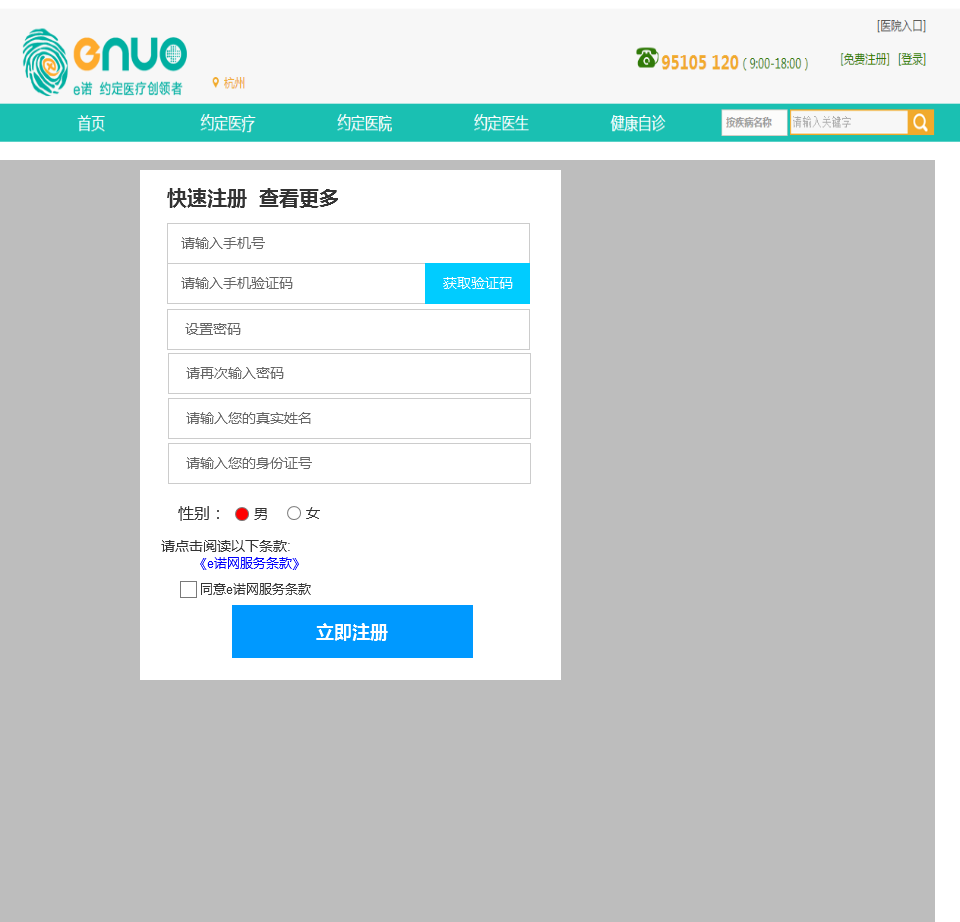 [医院入口]
enuo
e诺 约定医疗创领者
杭州
95105 120 ( 9:00-18:00 )
[免费注册] [登录]
首页 约定医疗 约定医院 约定医生 健康自诊 按疾病名称 请输入关键字
快速注册 查看更多
请输入手机号
请输入手机验证码 获取验证码
设置密码
请再次输入密码
请输入您的真实姓名
请输入您的身份证号
性别： 男 女
请点击阅读以下条款:
《e诺网服务条款》
同意e诺网服务条款
立即注册